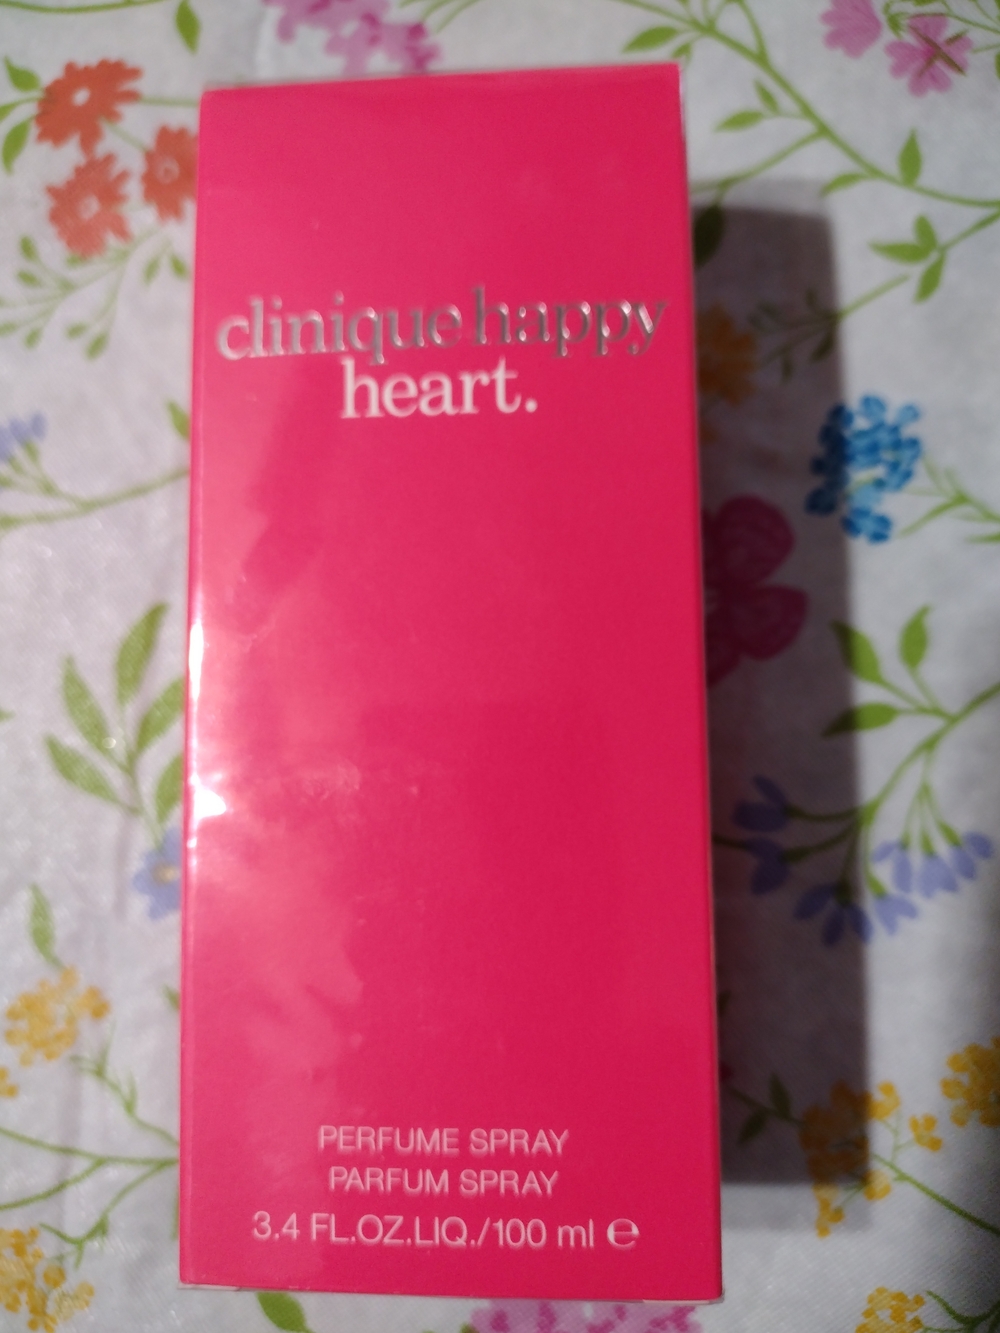 clinique happy
heart.
PERFUME SPRAY
PARFUM SPRAY
3.4 FL.OZ.LIQ./100 ml ℮